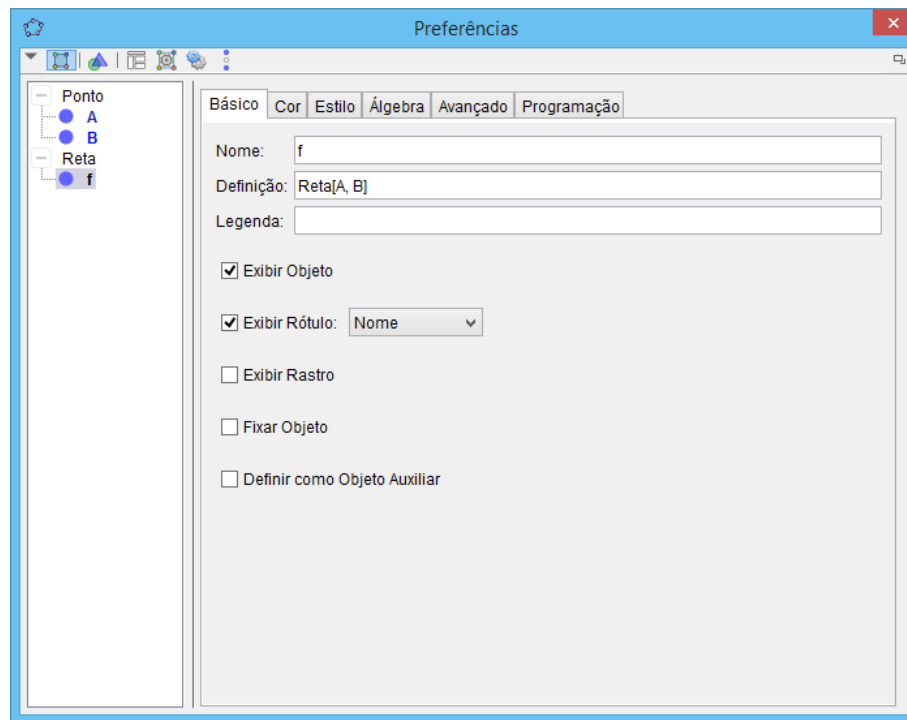 Preferências
Ponto
A
B
Reta
f
Básico Cor Estilo Álgebra Avançado Programação
Nome: f
Definição: Reta[A, B]
Legenda:
Exibir Objeto
Exibir Rótulo: Nome
Exibir Rastro
Fixar Objeto
Definir como Objeto Auxiliar